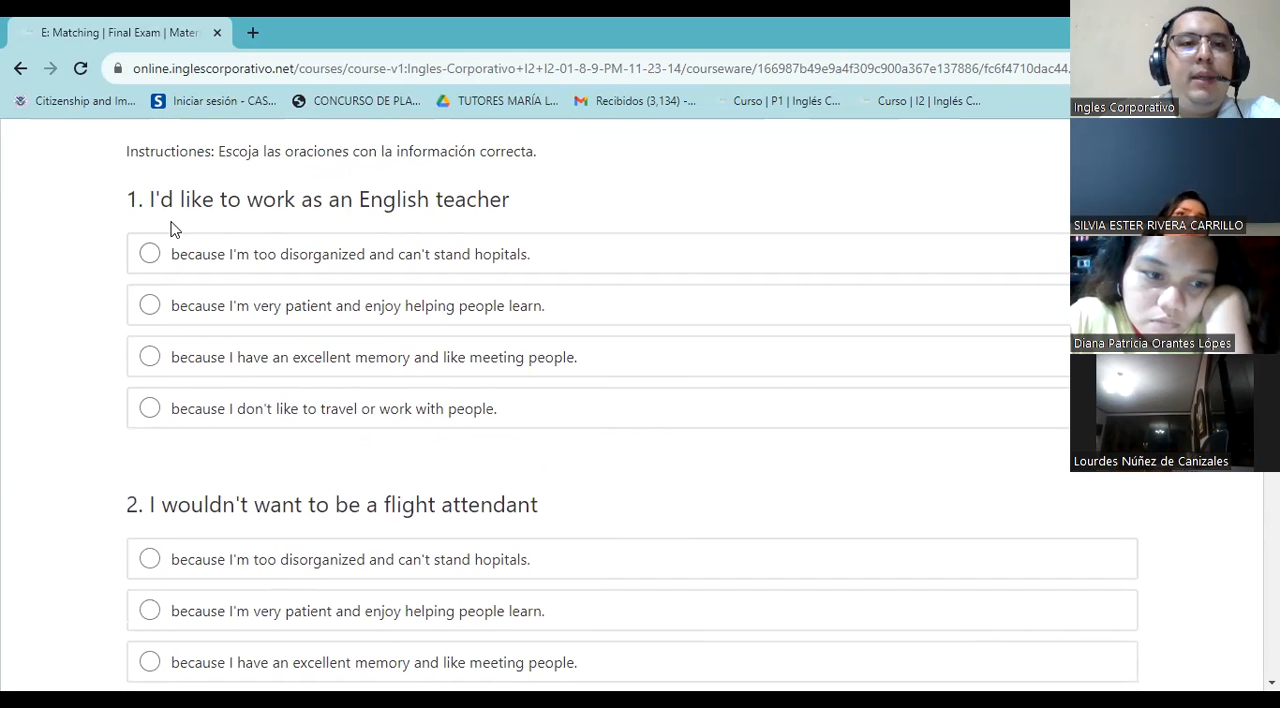 E: Matching | Final Exam | Mater
online.inglescorporativo.net/courses/course-v1:Ingles-Corporativo+I2+I2-01-8-9-PM-11-23-14/courseware/166987b49e9a4f309c900a367e137886/fc6f4710dac44.
Citizenship and Im... Iniciar sesión - CAS... CONCURSO DE PLA... TUTORES MARÍA L... Recibidos (3,134) -... Curso | P1 | Inglés C... Curso | I2 | Inglés C...
Instructiones: Escoja las oraciones con la información correcta.
1. I'd like to work as an English teacher
because I'm too disorganized and can't stand hopitals.
because I'm very patient and enjoy helping people learn.
because I have an excellent memory and like meeting people.
because I don't like to travel or work with people.
2. I wouldn't want to be a flight attendant
because I'm too disorganized and can't stand hopitals.
because I'm very patient and enjoy helping people learn.
because I have an excellent memory and like meeting people.
Ingles Corporativo
SILVIA ESTER RIVERA CARRILLO
Diana Patricia Orantes Lópes
Lourdes Núñez de Canizales